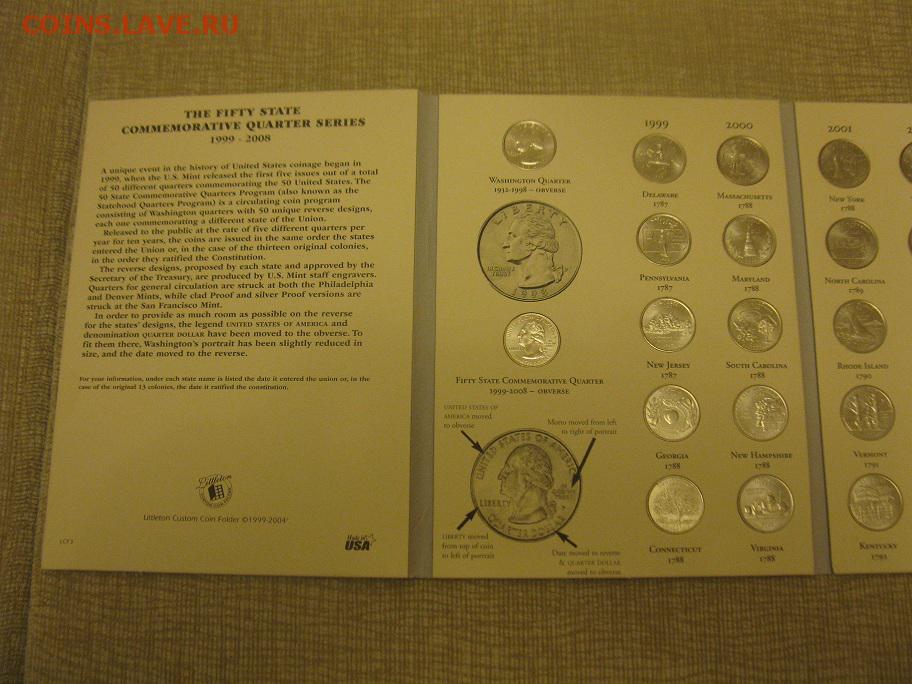 COINS.LAVE.RU
THE FIFTY STATE
COMMEMORATIVE QUARTER SERIES
1999 - 2008
A unique event in the history of United States coinage began in
1999, when the U.S. Mint released the first five issues out of a total
of 50 different quarters commemorating the 50 United States. The
50 State Commemorative Quarters Program (also known as the
Statehood Quarters Program) is a circulating coin program
consisting of Washington quarters with 50 unique reverse designs,
each one commemorating a different state of the Union.
Released to the public at the rate of five different quarters per
year for ten years, the coins are issued in the same order the states
entered the Union or, in the case of the thirteen original colonies,
in the order they ratified the Constitution.
The reverse designs, proposed by each state and approved by the
Secretary of the Treasury, are produced by U.S. Mint staff engravers.
Quarters for general circulation are struck at both the Philadelphia
and Denver Mints, while clad Proof and silver Proof versions are
struck at the San Francisco Mint.
In order to provide as much room as possible on the reverse
for the states' designs, the legend UNITED STATES OF AMERICA and
denomination QUARTER DOLLAR have been moved to the obverse. To
fit them there, Washington's portrait has been slightly reduced in
size, and the date moved to the reverse.
For your information, under each state name is listed the date it entered the union or, in the
case of the original 13 colonies, the date it ratified the constitution.
Littleton
Littleton Custom Coin Folder ©1999-2004
Made in
USA
WASHINGTON QUARTER
1932-1998 – OBVERSE
LIBERTY
IN GOD WE
TRUST
1998
FIFTY STATE COMMEMORATIVE QUARTER
1999-2008 – OBVERSE
UNITED STATES OF
AMERICA moved
to obverse
Motto moved from left
to right of portrait
UNITED STATES OF AMERICA
LIBERTY
QUARTER DOLLAR
LIBERTY moved
from top of coin
to left of portrait
Date moved to reverse
& QUARTER DOLLAR
moved to obverse
1999
DELAWARE
1787
PENNSYLVANIA
1787
NEW JERSEY
1787
GEORGIA
1788
CONNECTICUT
1788
2000
MASSACHUSETTS
1788
MARYLAND
1788
SOUTH CAROLINA
1788
NEW HAMPSHIRE
1788
VIRGINIA
1788
2001
NEW YORK
1788
NORTH CAROLINA
1789
RHODE ISLAND
1790
VERMONT
1791
KENTUCKY
1792